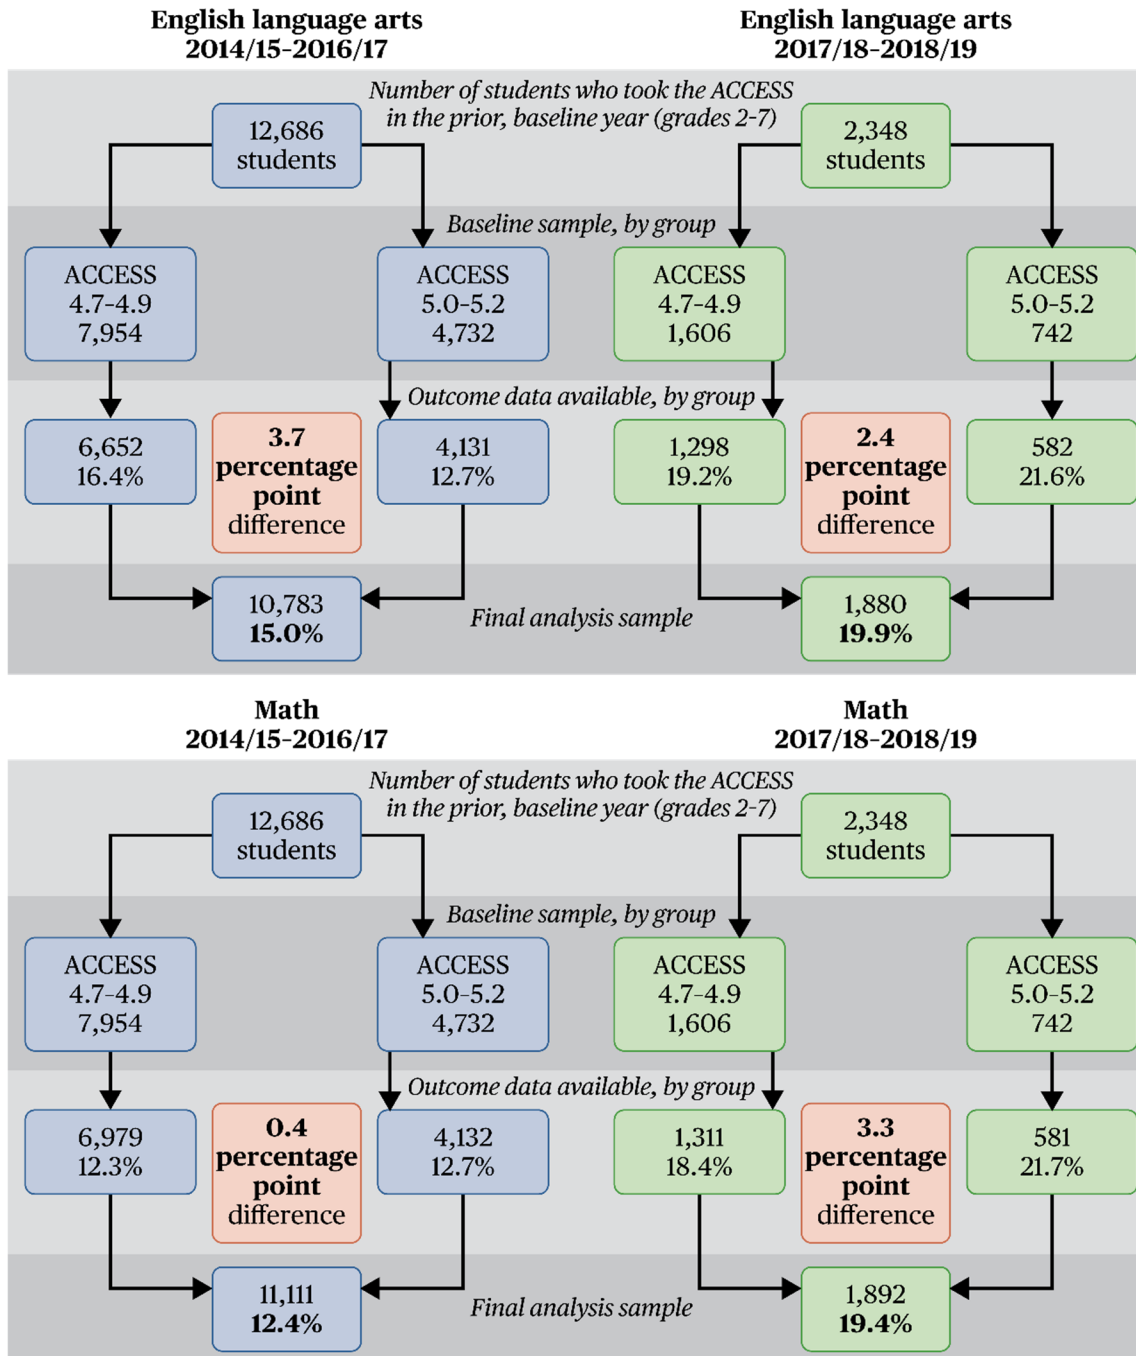 English language arts
2014/15–2016/17
English language arts
2017/18–2018/19
Number of students who took the ACCESS
in the prior, baseline year (grades 2–7)
12,686
students
2,348
students
Baseline sample, by group
ACCESS
4.7–4.9
7,954
ACCESS
5.0–5.2
4,732
ACCESS
4.7–4.9
1,606
ACCESS
5.0–5.2
742
Outcome data available, by group
6,652
16.4%
3.7
percentage
point
difference
4,131
12.7%
1,298
19.2%
2.4
percentage
point
difference
582
21.6%
10,783
15.0%
Final analysis sample
1,880
19.9%
Math
2014/15–2016/17
Math
2017/18–2018/19
Number of students who took the ACCESS
in the prior, baseline year (grades 2–7)
12,686
students
2,348
students
Baseline sample, by group
ACCESS
4.7–4.9
7,954
ACCESS
5.0–5.2
4,732
ACCESS
4.7–4.9
1,606
ACCESS
5.0–5.2
742
Outcome data available, by group
6,979
12.3%
0.4
percentage
point
difference
4,132
12.7%
1,311
18.4%
3.3
percentage
point
difference
581
21.7%
11,111
12.4%
Final analysis sample
1,892
19.4%